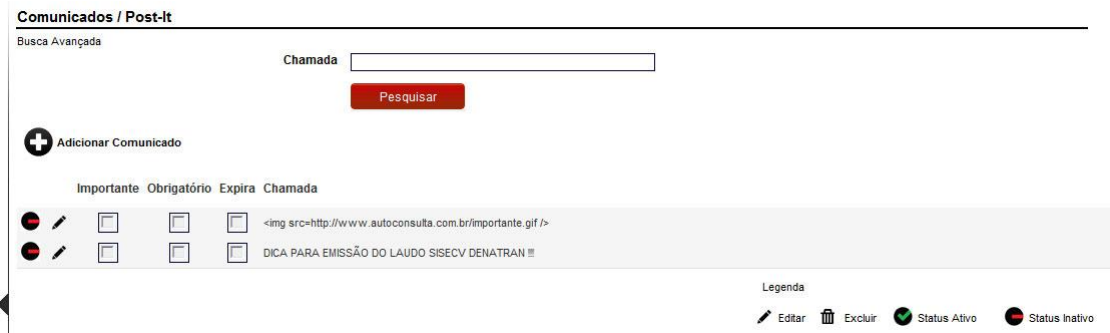 Comunicados / Post-It
Busca Avançada
Chamada
Pesquisar
Adicionar Comunicado
Importante Obrigatório Expira Chamada
<img src=http://www.autoconsulta.com.br/importante.gif />
DICA PARA EMISSÃO DO LAUDO SISECV DENATRAN !!!
Legenda
Editar Excluir Status Ativo Status Inativo